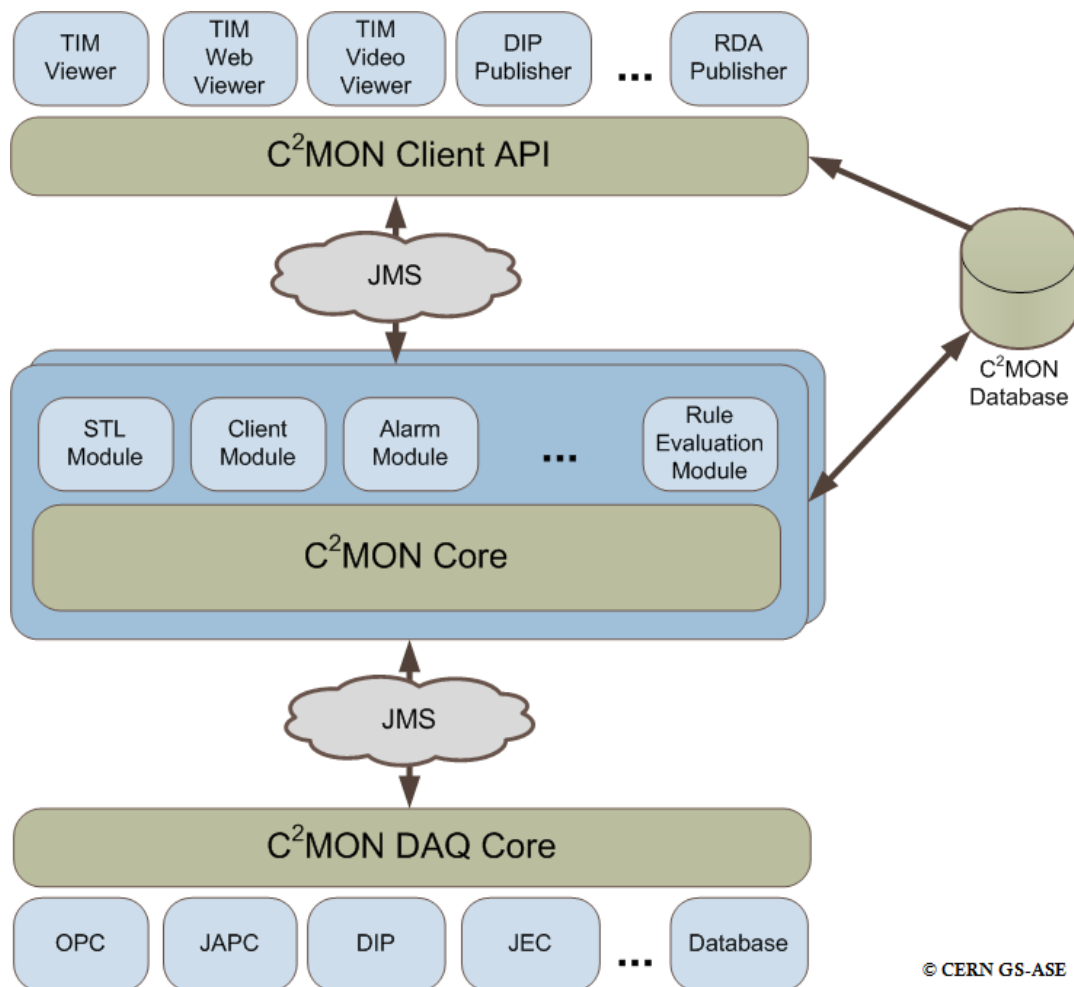 TIM
Viewer
TIM
Web
Viewer
TIM
Video
Viewer
DIP
Publisher
...
RDA
Publisher
C²MON Client API
JMS
C²MON
Database
STL
Module
Client
Module
Alarm
Module
...
Rule
Evaluation
Module
C²MON Core
JMS
C²MON DAQ Core
OPC
JAPC
DIP
JEC
...
Database
© CERN GS-ASE